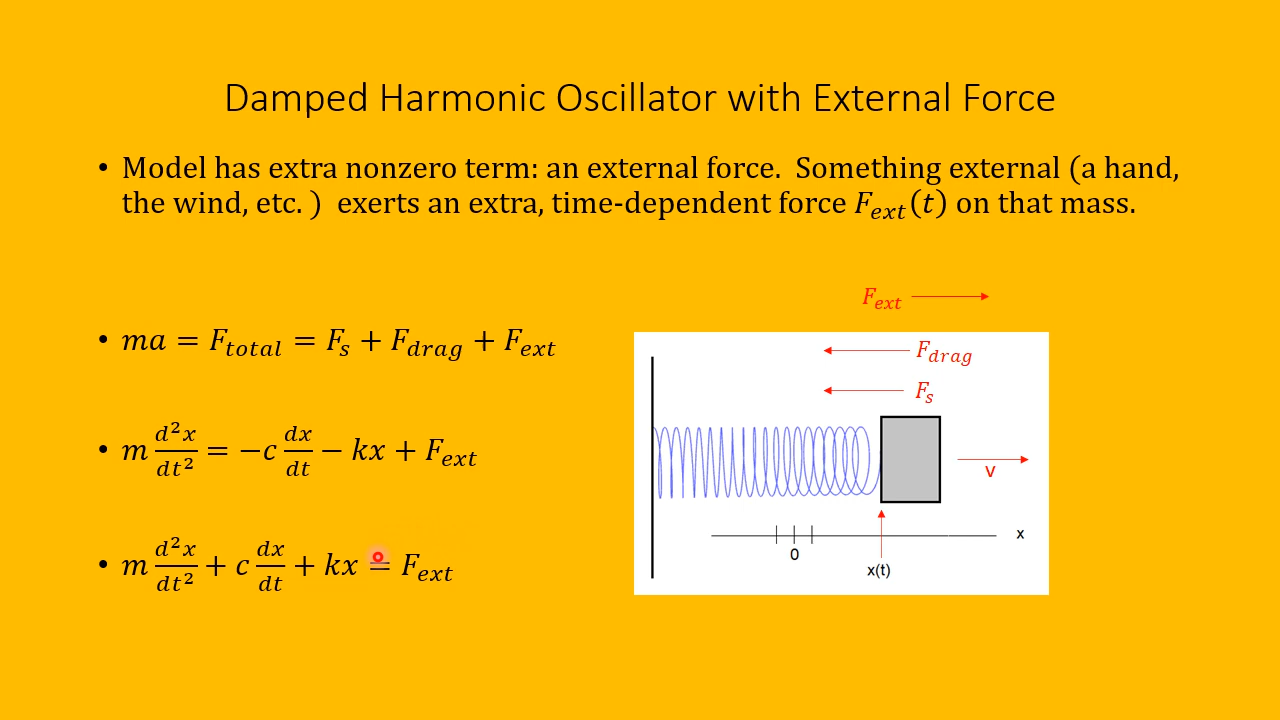 Damped Harmonic Oscillator with External Force
• Model has extra nonzero term: an external force.  Something external (a hand,
the wind, etc. )  exerts an extra, time-dependent force F_ext(t) on that mass.
F_ext
• ma = F_total = F_s + F_drag + F_ext
F_drag
F_s
• m d²x/dt² = −c dx/dt − kx + F_ext
v
x
0
• m d²x/dt² + c dx/dt + kx = F_ext
x(t)